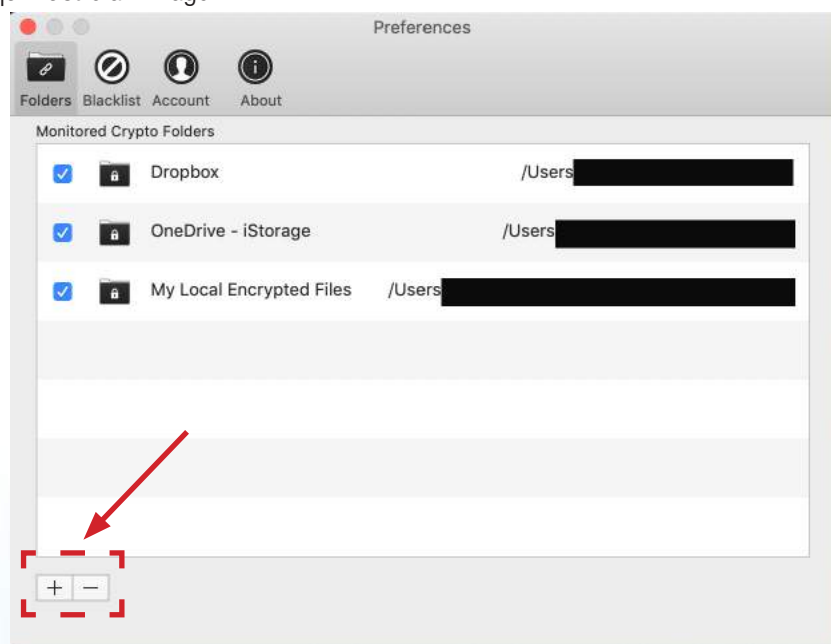 Preferences
Folders Blacklist Account About
Monitored Crypto Folders
Dropbox /Users
OneDrive - iStorage /Users
My Local Encrypted Files /Users
+ −